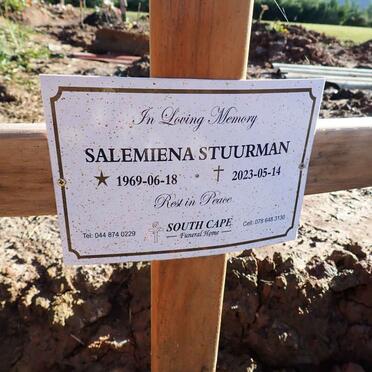 In Loving Memory
SALEMIENA STUURMAN
★ 1969-06-18 • ✝ 2023-05-14
Rest in Peace
Tel: 044 874 0229 SOUTH CAPE Cell: 078 648 3130
Funeral Home